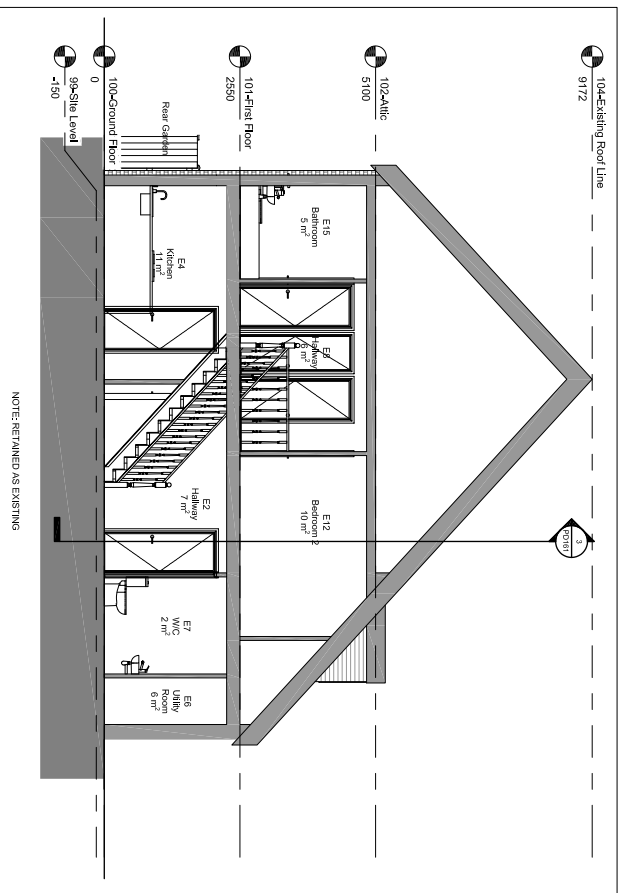 104-Existing Roof Line
9172
102-Attic
5100
101-First Floor
2550
100-Ground Floor
0
99-Site Level
-150
Rear Garden
E15
Bathroom
5 m²
E8
Hallway
6 m²
E12
Bedroom 2
10 m²
E4
Kitchen
11 m²
E2
Hallway
7 m²
E7
W/C
2 m²
E6
Utility
Room
6 m²
3
PD161
NOTE: RETAINED AS EXISTING